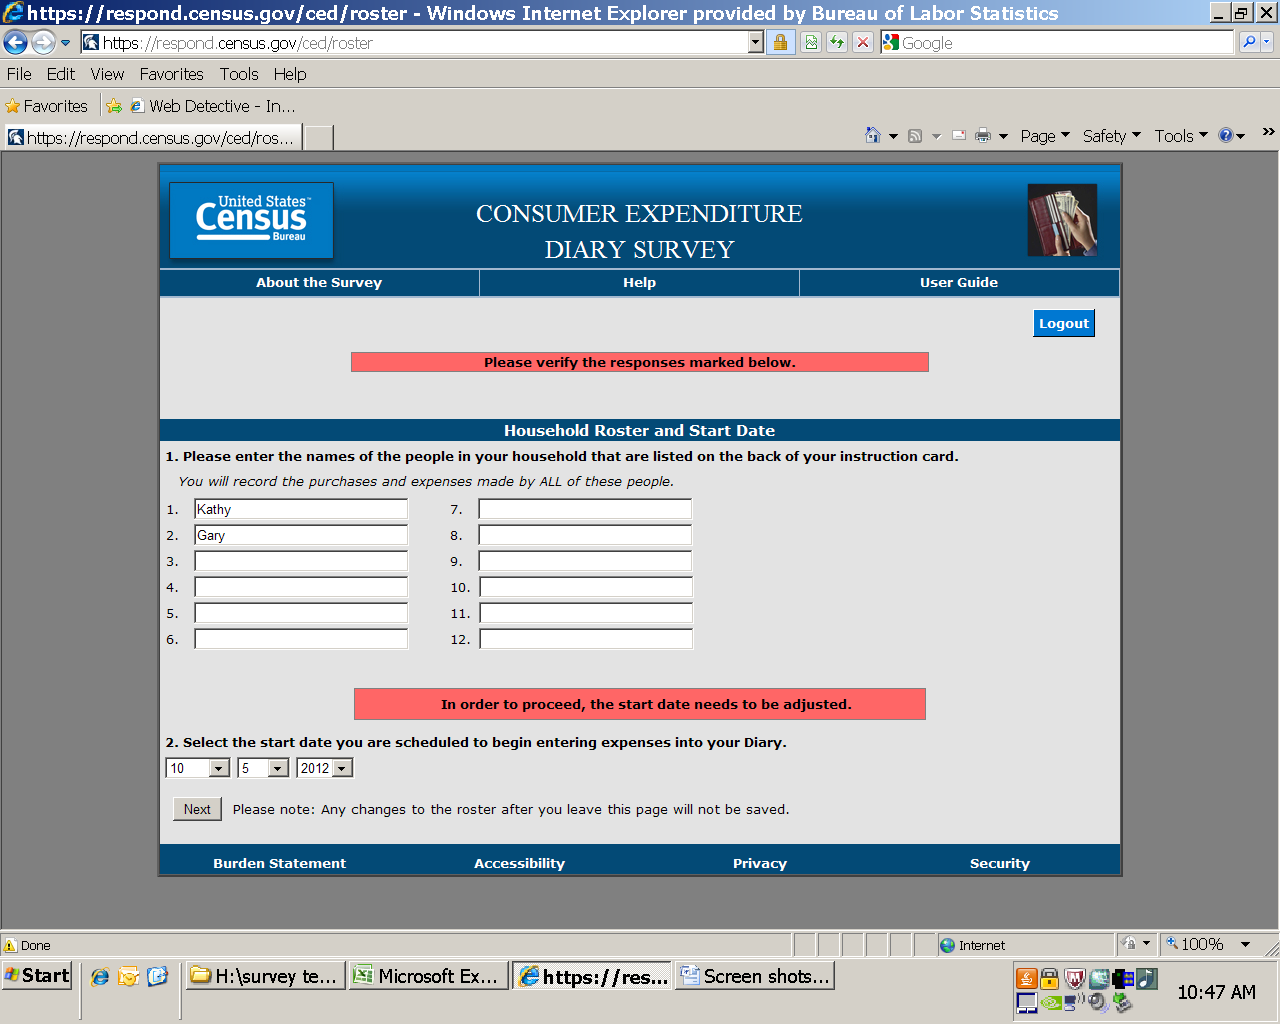 https://respond.census.gov/ced/roster - Windows Internet Explorer provided by Bureau of Labor Statistics
https://respond.census.gov/ced/roster
Google
File Edit View Favorites Tools Help
Favorites Web Detective - In...
https://respond.census.gov/ced/ros...
Page Safety Tools
United States™
Census
Bureau
CONSUMER EXPENDITURE
DIARY SURVEY
About the Survey Help User Guide
Logout
Please verify the responses marked below.
Household Roster and Start Date
1. Please enter the names of the people in your household that are listed on the back of your instruction card.
You will record the purchases and expenses made by ALL of these people.
1. Kathy 7.
2. Gary 8.
3. 9.
4. 10.
5. 11.
6. 12.
In order to proceed, the start date needs to be adjusted.
2. Select the start date you are scheduled to begin entering expenses into your Diary.
10 5 2012
Next Please note: Any changes to the roster after you leave this page will not be saved.
Burden Statement Accessibility Privacy Security
Done Internet 100%
Start H:\survey te... Microsoft Ex... https://res... Screen shots... 10:47 AM